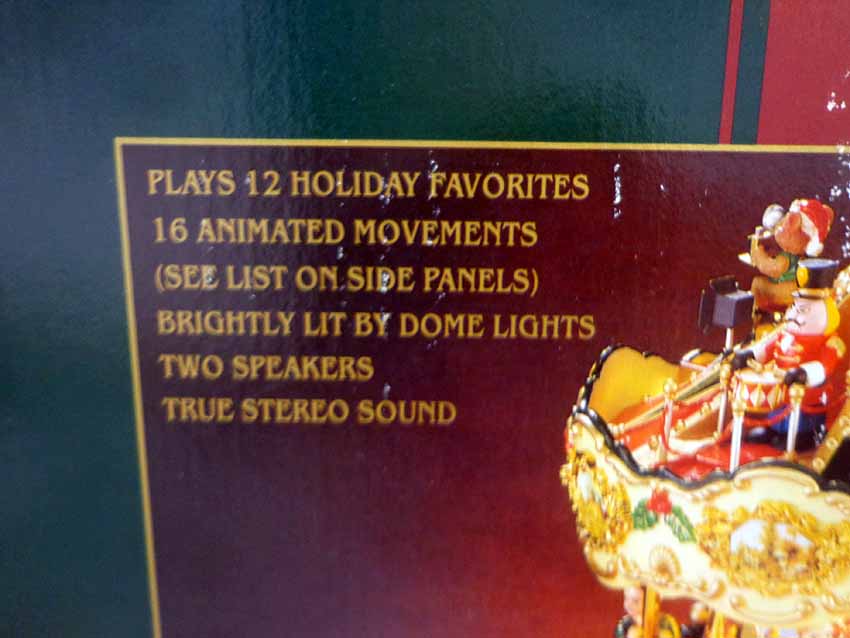 PLAYS 12 HOLIDAY FAVORITES
16 ANIMATED MOVEMENTS
(SEE LIST ON SIDE PANELS)
BRIGHTLY LIT BY DOME LIGHTS
TWO SPEAKERS
TRUE STEREO SOUND